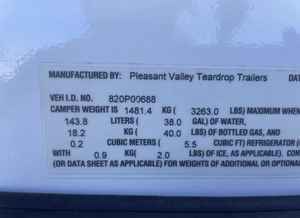 MANUFACTURED BY: Pleasant Valley Teardrop Trailers DA
VEH I.D. NO. 820P00688
CAMPER WEIGHT IS 1481.4 KG ( 3263.0 LBS) MAXIMUM WHEN
143.8 LITERS ( 38.0 GAL) OF WATER,
18.2 KG ( 40.0 LBS) OF BOTTLED GAS, AND
0.2 CUBIC METERS ( 5.5 CUBIC FT) REFRIGERATOR (
WITH 0.9 KG( 2.0 LBS) OF ICE, AS APPLICABLE). CON
(OR DATA SHEET AS APPLICABLE) FOR WEIGHTS OF ADDITIONAL OR OPTIONAL